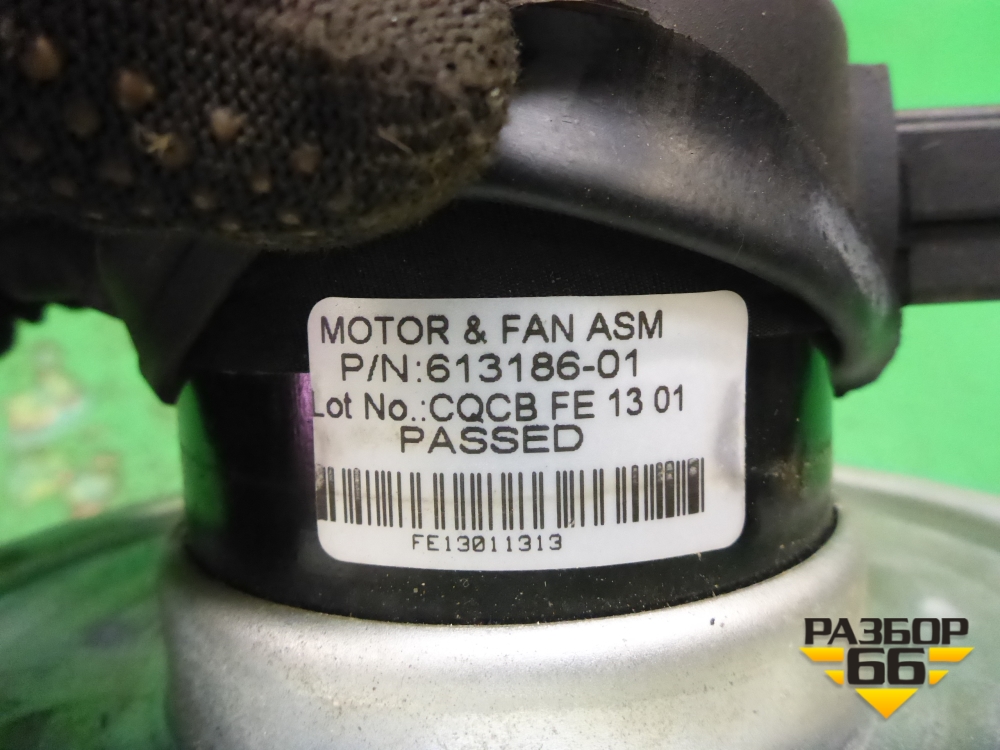 MOTOR & FAN ASM
P/N:613186-01
Lot No.:CQCB FE 13 01
PASSED
FE13011313
РАЗБОР
66